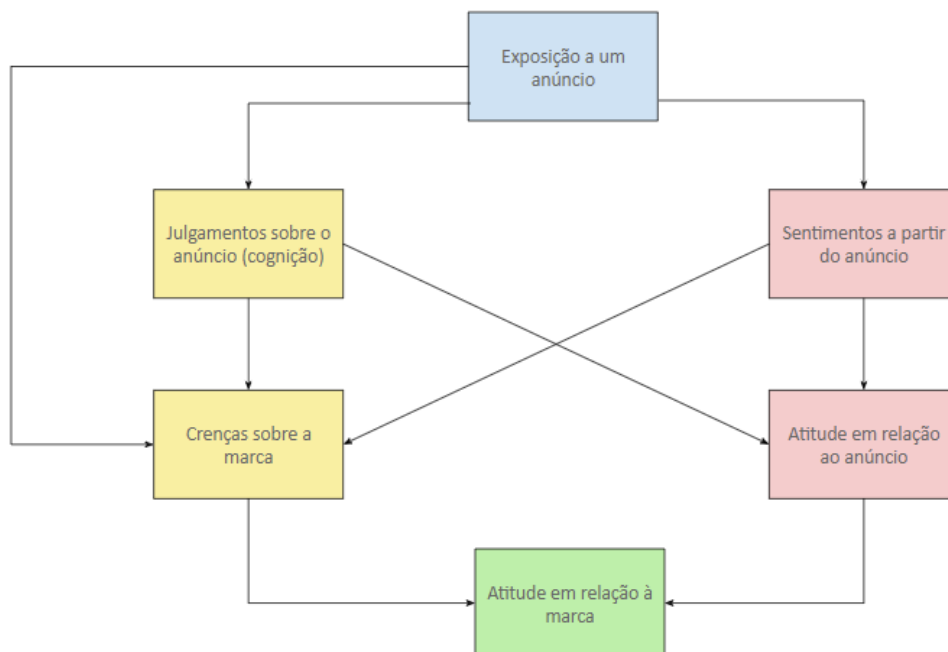 Exposição a um
anúncio
Julgamentos sobre o
anúncio (cognição)
Sentimentos a partir
do anúncio
Crenças sobre a
marca
Atitude em relação
ao anúncio
Atitude em relação à
marca